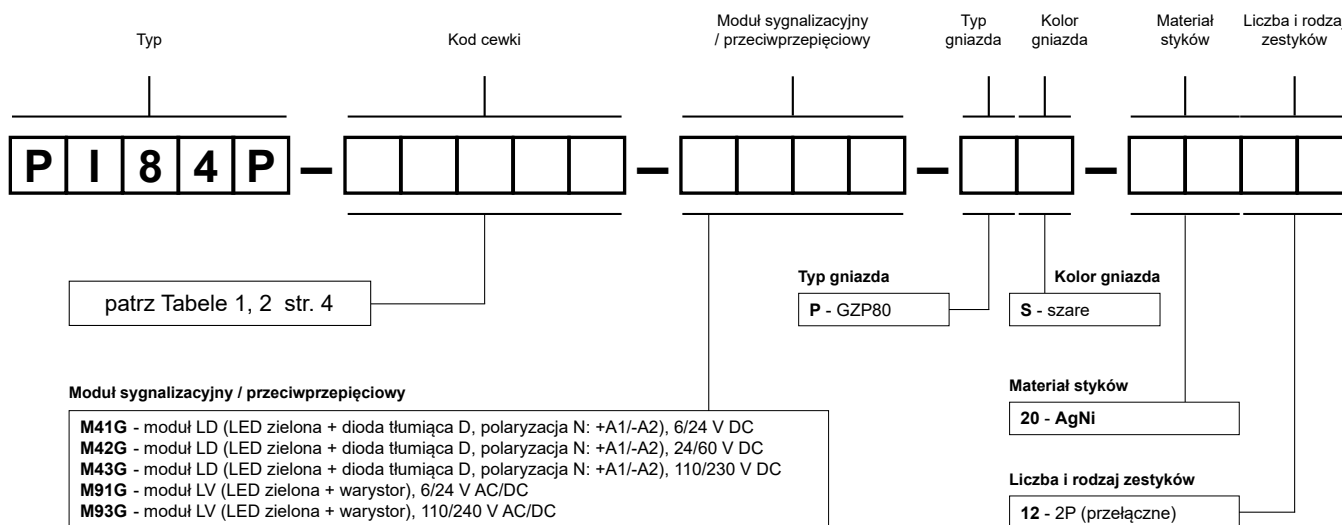 Typ
Kod cewki
Moduł sygnalizacyjny
/ przeciwprzepięciowy
Typ
gniazda
Kolor
gniazda
Materiał
styków
Liczba i rodzaj
zestyków
P I 8 4 P – – – –
patrz Tabele 1, 2 str. 4
Typ gniazda
P - GZP80
Kolor gniazda
S - szare
Moduł sygnalizacyjny / przeciwprzepięciowy
M41G - moduł LD (LED zielona + dioda tłumiąca D, polaryzacja N: +A1/-A2), 6/24 V DC
M42G - moduł LD (LED zielona + dioda tłumiąca D, polaryzacja N: +A1/-A2), 24/60 V DC
M43G - moduł LD (LED zielona + dioda tłumiąca D, polaryzacja N: +A1/-A2), 110/230 V DC
M91G - moduł LV (LED zielona + warystor), 6/24 V AC/DC
M93G - moduł LV (LED zielona + warystor), 110/240 V AC/DC
Materiał styków
20 - AgNi
Liczba i rodzaj zestyków
12 - 2P (przełączne)